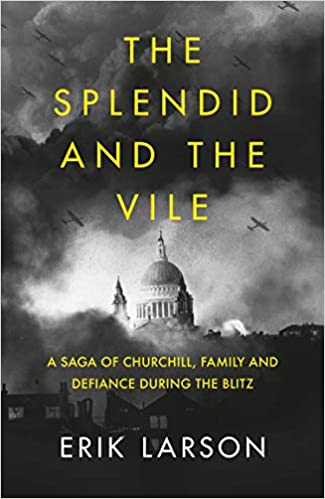 THE
SPLENDID
AND THE
VILE
A SAGA OF CHURCHILL, FAMILY AND
DEFIANCE DURING THE BLITZ
ERIK LARSON